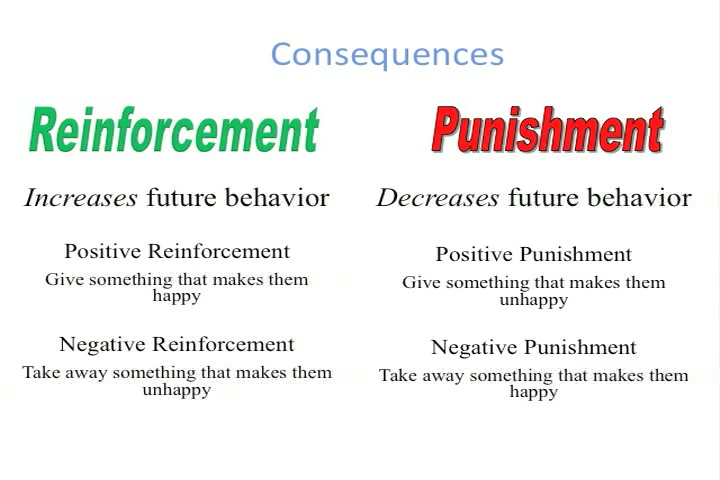 Consequences
Reinforcement
Increases future behavior
Positive Reinforcement
Give something that makes them
happy
Negative Reinforcement
Take away something that makes them
unhappy
Punishment
Decreases future behavior
Positive Punishment
Give something that makes them
unhappy
Negative Punishment
Take away something that makes them
happy